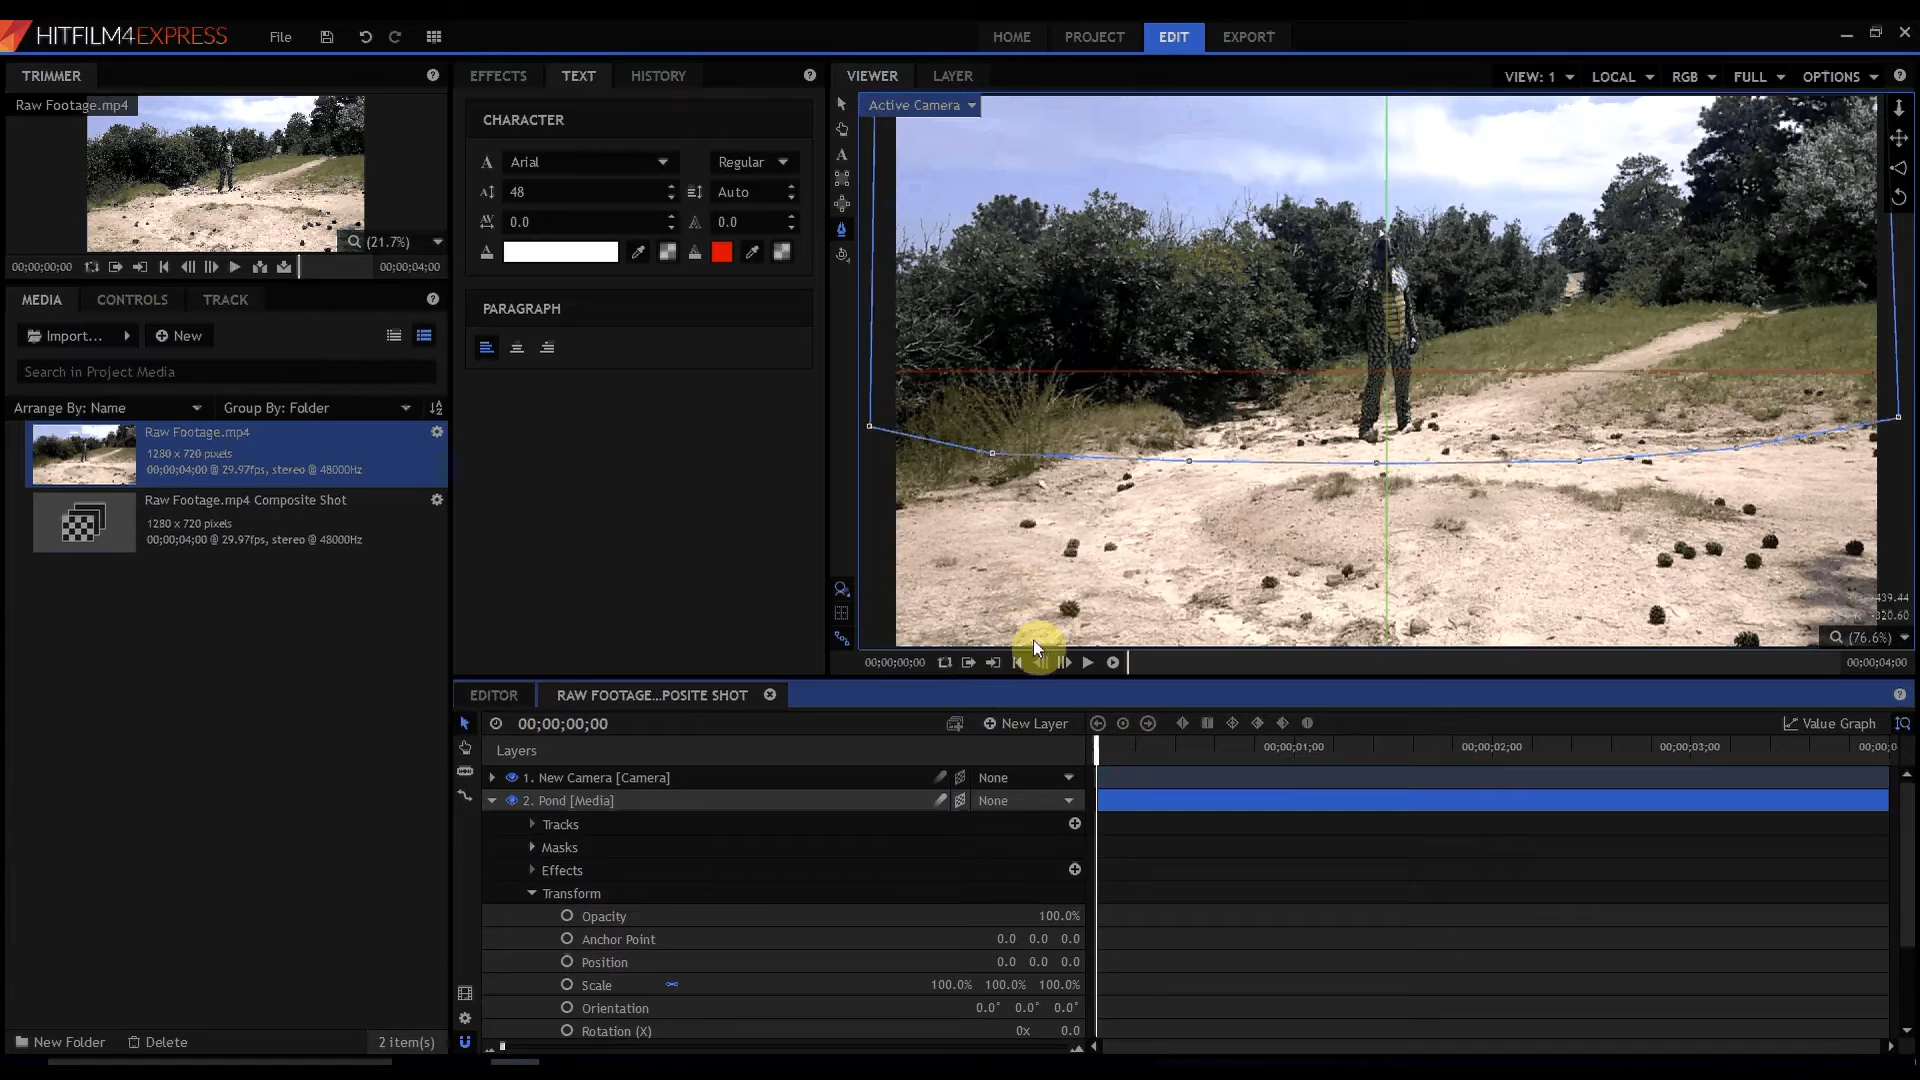 HITFILM4EXPRESS File HOME PROJECT EDIT EXPORT
TRIMMER
Raw Footage.mp4
(21.7%)
00;00;00;00 00;00;04;00
MEDIA CONTROLS TRACK
Import... New
Search in Project Media
Arrange By: Name Group By: Folder
Raw Footage.mp4
1280 x 720 pixels
00;00;04;00 @ 29.97fps, stereo @ 48000Hz
Raw Footage.mp4 Composite Shot
1280 x 720 pixels
00;00;04;00 @ 29.97fps, stereo @ 48000Hz
New Folder Delete 2 item(s)
EFFECTS TEXT HISTORY
CHARACTER
Arial Regular
48 Auto
0.0 0.0
PARAGRAPH
VIEWER LAYER VIEW: 1 LOCAL RGB FULL OPTIONS
Active Camera
-439.44
-320.60
(76.6%)
00;00;00;00 00;00;04;00
EDITOR RAW FOOTAGE...POSITE SHOT
00;00;00;00 New Layer Value Graph
Layers 00;00;01;00 00;00;02;00 00;00;03;00 00;00;0
1. New Camera [Camera] None
2. Pond [Media] None
Tracks
Masks
Effects
Transform
Opacity 100.0%
Anchor Point 0.0 0.0 0.0
Position 0.0 0.0 0.0
Scale 100.0% 100.0% 100.0%
Orientation 0.0° 0.0° 0.0°
Rotation (X) 0x 0.0